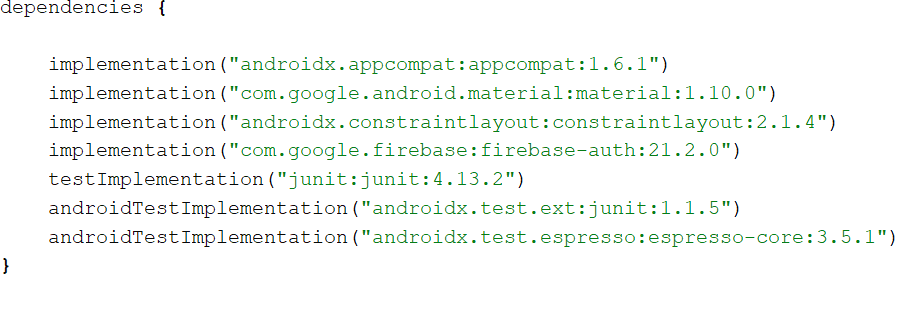 dependencies {
implementation("androidx.appcompat:appcompat:1.6.1")
implementation("com.google.android.material:material:1.10.0")
implementation("androidx.constraintlayout:constraintlayout:2.1.4")
implementation("com.google.firebase:firebase-auth:21.2.0")
testImplementation("junit:junit:4.13.2")
androidTestImplementation("androidx.test.ext:junit:1.1.5")
androidTestImplementation("androidx.test.espresso:espresso-core:3.5.1")
}